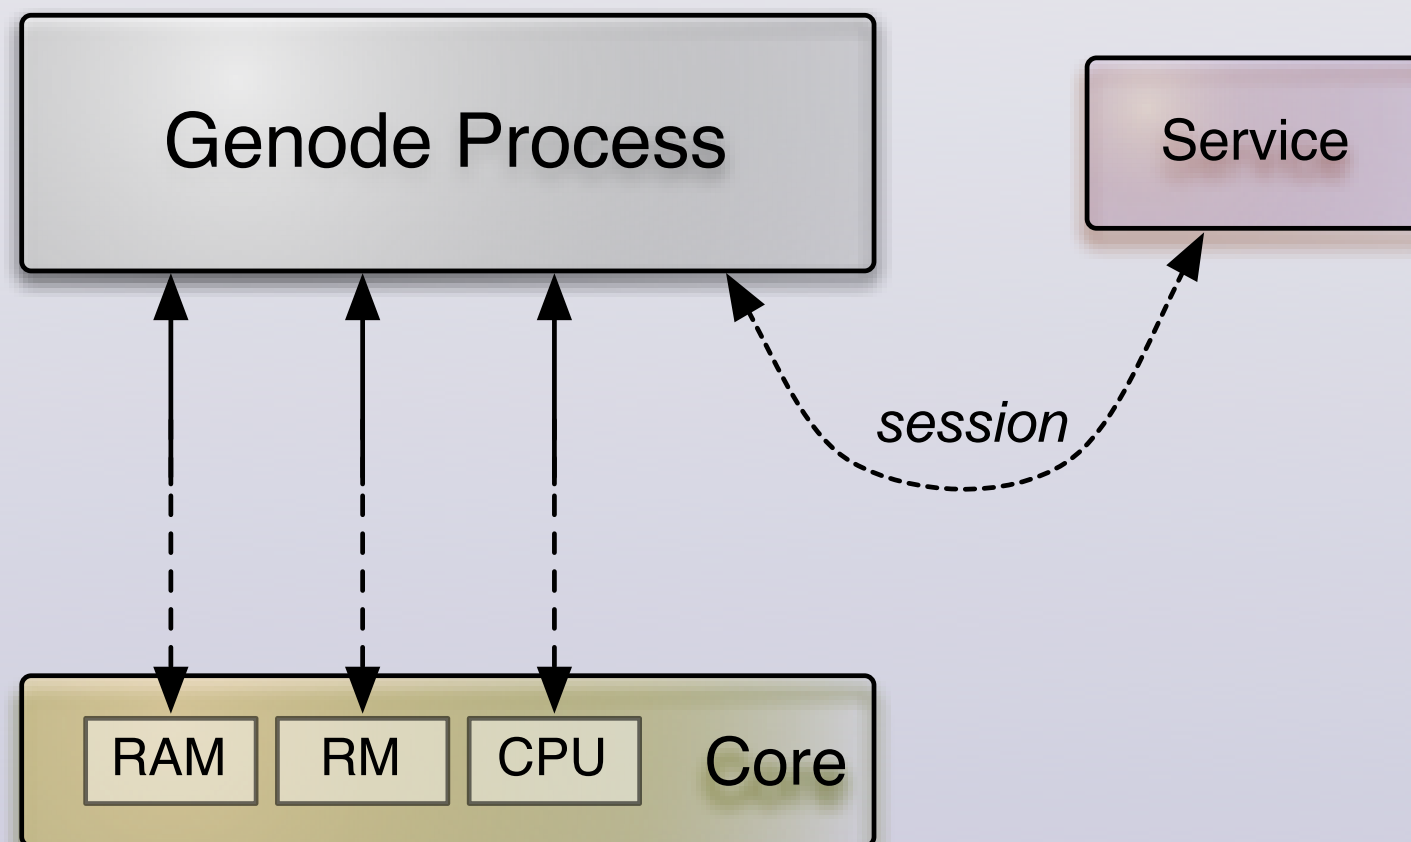 Genode Process
Service
session
RAM
RM
CPU
Core